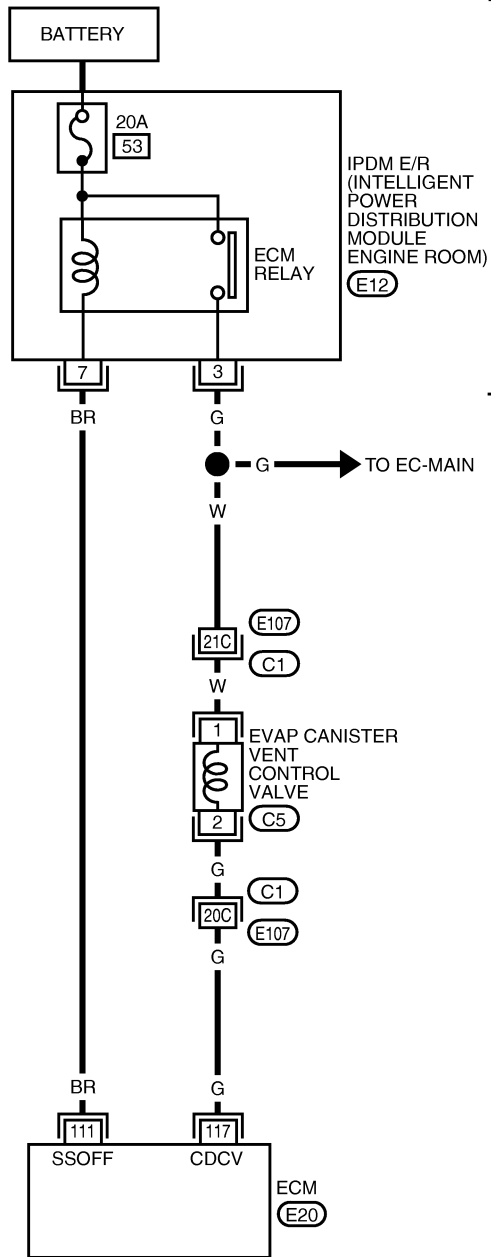 BATTERY
20A
53
IPDM E/R
(INTELLIGENT
POWER
DISTRIBUTION
MODULE
ENGINE ROOM)
E12
ECM
RELAY
7
3
BR
G
G
TO EC-MAIN
W
E107
21C
C1
W
1
EVAP CANISTER
VENT
CONTROL
VALVE
2
C5
G
C1
20C
E107
G
BR
G
111
117
SSOFF
CDCV
ECM
E20